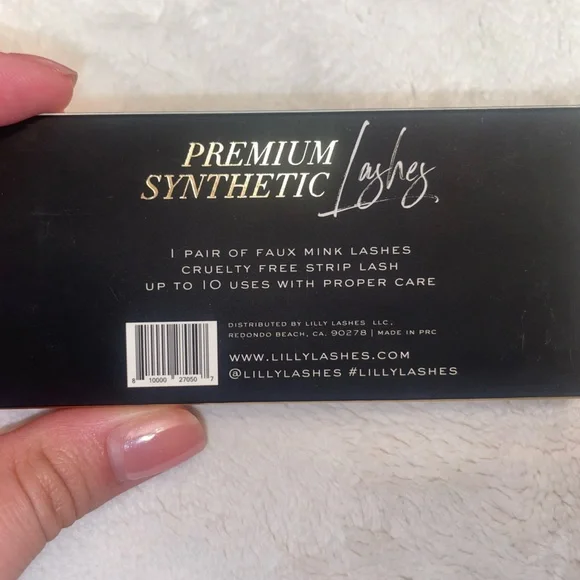 PREMIUM
SYNTHETIC Lashes
1 PAIR OF FAUX MINK LASHES
CRUELTY FREE STRIP LASH
UP TO 10 USES WITH PROPER CARE
DISTRIBUTED BY LILLY LASHES LLC.
REDONDO BEACH, CA. 90278 | MADE IN PRC
WWW.LILLYLASHES.COM
@LILLYLASHES #LILLYLASHES
8 10000 27050 7